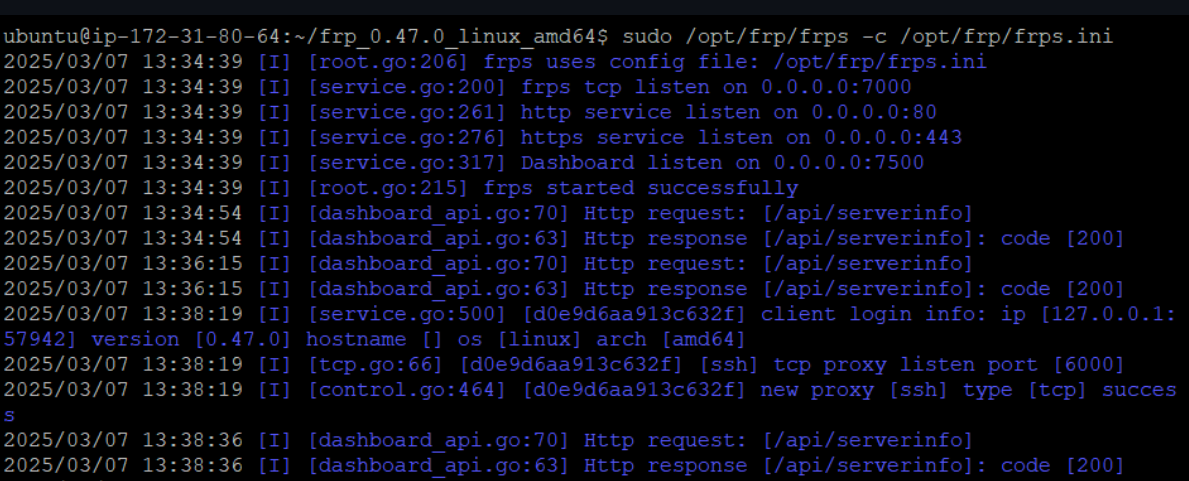 ubuntu@ip-172-31-80-64:~/frp_0.47.0_linux_amd64$ sudo /opt/frp/frps -c /opt/frp/frps.ini
2025/03/07 13:34:39 [I] [root.go:206] frps uses config file: /opt/frp/frps.ini
2025/03/07 13:34:39 [I] [service.go:200] frps tcp listen on 0.0.0.0:7000
2025/03/07 13:34:39 [I] [service.go:261] http service listen on 0.0.0.0:80
2025/03/07 13:34:39 [I] [service.go:276] https service listen on 0.0.0.0:443
2025/03/07 13:34:39 [I] [service.go:317] Dashboard listen on 0.0.0.0:7500
2025/03/07 13:34:39 [I] [root.go:215] frps started successfully
2025/03/07 13:34:54 [I] [dashboard_api.go:70] Http request: [/api/serverinfo]
2025/03/07 13:34:54 [I] [dashboard_api.go:63] Http response [/api/serverinfo]: code [200]
2025/03/07 13:36:15 [I] [dashboard_api.go:70] Http request: [/api/serverinfo]
2025/03/07 13:36:15 [I] [dashboard_api.go:63] Http response [/api/serverinfo]: code [200]
2025/03/07 13:38:19 [I] [service.go:500] [d0e9d6aa913c632f] client login info: ip [127.0.0.1:
57942] version [0.47.0] hostname [] os [linux] arch [amd64]
2025/03/07 13:38:19 [I] [tcp.go:66] [d0e9d6aa913c632f] [ssh] tcp proxy listen port [6000]
2025/03/07 13:38:19 [I] [control.go:464] [d0e9d6aa913c632f] new proxy [ssh] type [tcp] succes
s
2025/03/07 13:38:36 [I] [dashboard_api.go:70] Http request: [/api/serverinfo]
2025/03/07 13:38:36 [I] [dashboard_api.go:63] Http response [/api/serverinfo]: code [200]